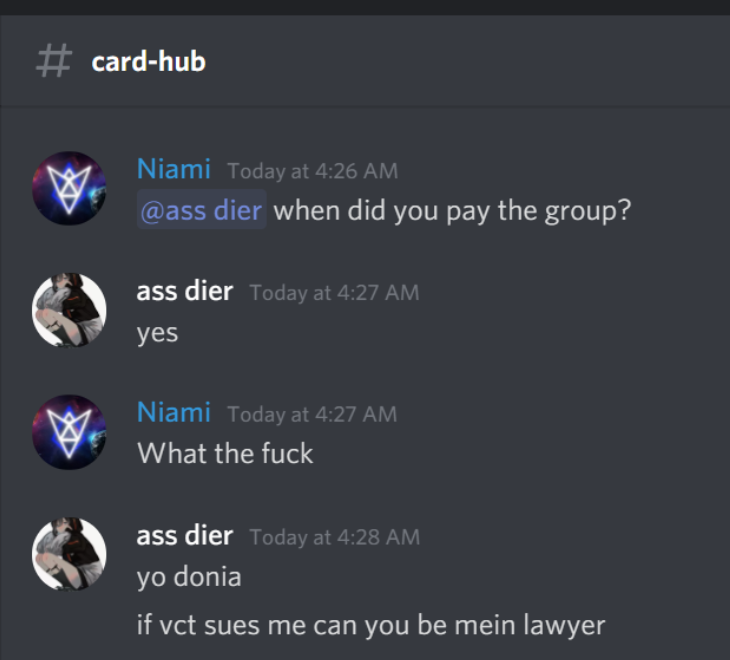 # card-hub
Niami Today at 4:26 AM
@ass dier when did you pay the group?
ass dier Today at 4:27 AM
yes
Niami Today at 4:27 AM
What the fuck
ass dier Today at 4:28 AM
yo donia
if vct sues me can you be mein lawyer